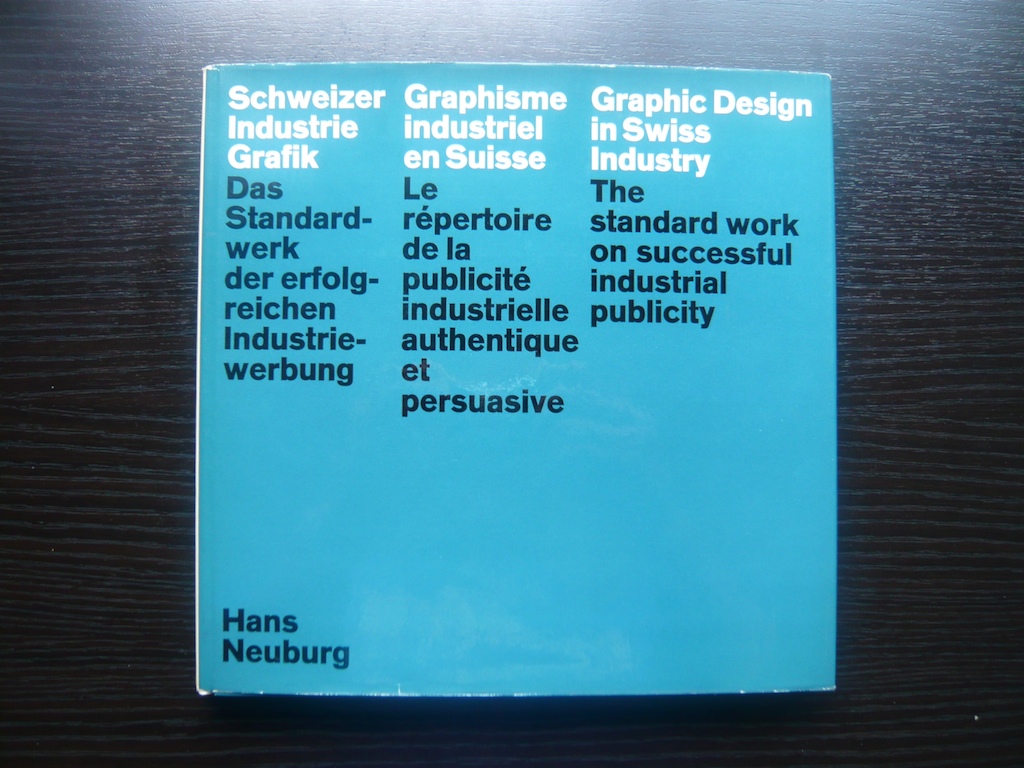 Schweizer
Industrie
Grafik
Das
Standard-
werk
der erfolg-
reichen
Industrie-
werbung
Graphisme
industriel
en Suisse
Le
répertoire
de la
publicité
industrielle
authentique
et
persuasive
Graphic Design
in Swiss
Industry
The
standard work
on successful
industrial
publicity
Hans
Neuburg